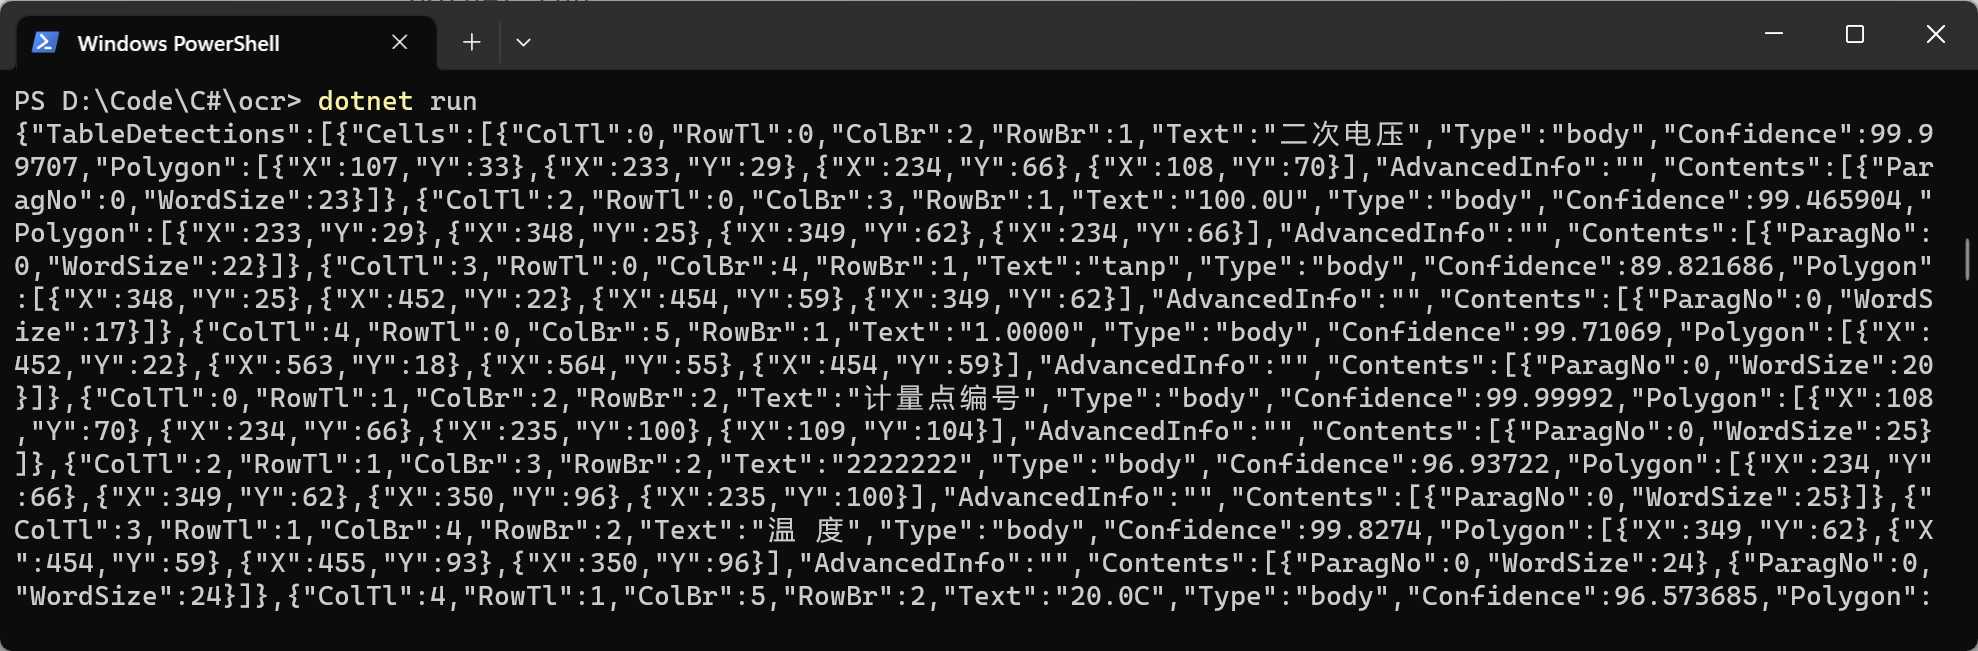 Windows PowerShell
PS D:\Code\C#\ocr> dotnet run
{"TableDetections":[{"Cells":[{"ColTl":0,"RowTl":0,"ColBr":2,"RowBr":1,"Text":"二次电压","Type":"body","Confidence":99.9
9707,"Polygon":[{"X":107,"Y":33},{"X":233,"Y":29},{"X":234,"Y":66},{"X":108,"Y":70}],"AdvancedInfo":"","Contents":[{"Par
agNo":0,"WordSize":23}]},{"ColTl":2,"RowTl":0,"ColBr":3,"RowBr":1,"Text":"100.0U","Type":"body","Confidence":99.465904,"
Polygon":[{"X":233,"Y":29},{"X":348,"Y":25},{"X":349,"Y":62},{"X":234,"Y":66}],"AdvancedInfo":"","Contents":[{"ParagNo":
0,"WordSize":22}]},{"ColTl":3,"RowTl":0,"ColBr":4,"RowBr":1,"Text":"tanp","Type":"body","Confidence":89.821686,"Polygon"
:[{"X":348,"Y":25},{"X":452,"Y":22},{"X":454,"Y":59},{"X":349,"Y":62}],"AdvancedInfo":"","Contents":[{"ParagNo":0,"WordS
ize":17}]},{"ColTl":4,"RowTl":0,"ColBr":5,"RowBr":1,"Text":"1.0000","Type":"body","Confidence":99.71069,"Polygon":[{"X":
452,"Y":22},{"X":563,"Y":18},{"X":564,"Y":55},{"X":454,"Y":59}],"AdvancedInfo":"","Contents":[{"ParagNo":0,"WordSize":20
}]},{"ColTl":0,"RowTl":1,"ColBr":2,"RowBr":2,"Text":"计量点编号","Type":"body","Confidence":99.99992,"Polygon":[{"X":108
,"Y":70},{"X":234,"Y":66},{"X":235,"Y":100},{"X":109,"Y":104}],"AdvancedInfo":"","Contents":[{"ParagNo":0,"WordSize":25}
]},{"ColTl":2,"RowTl":1,"ColBr":3,"RowBr":2,"Text":"2222222","Type":"body","Confidence":96.93722,"Polygon":[{"X":234,"Y"
:66},{"X":349,"Y":62},{"X":350,"Y":96},{"X":235,"Y":100}],"AdvancedInfo":"","Contents":[{"ParagNo":0,"WordSize":25}]},{"
ColTl":3,"RowTl":1,"ColBr":4,"RowBr":2,"Text":"温 度","Type":"body","Confidence":99.8274,"Polygon":[{"X":349,"Y":62},{"X
":454,"Y":59},{"X":455,"Y":93},{"X":350,"Y":96}],"AdvancedInfo":"","Contents":[{"ParagNo":0,"WordSize":24},{"ParagNo":0,
"WordSize":24}]},{"ColTl":4,"RowTl":1,"ColBr":5,"RowBr":2,"Text":"20.0C","Type":"body","Confidence":96.573685,"Polygon":